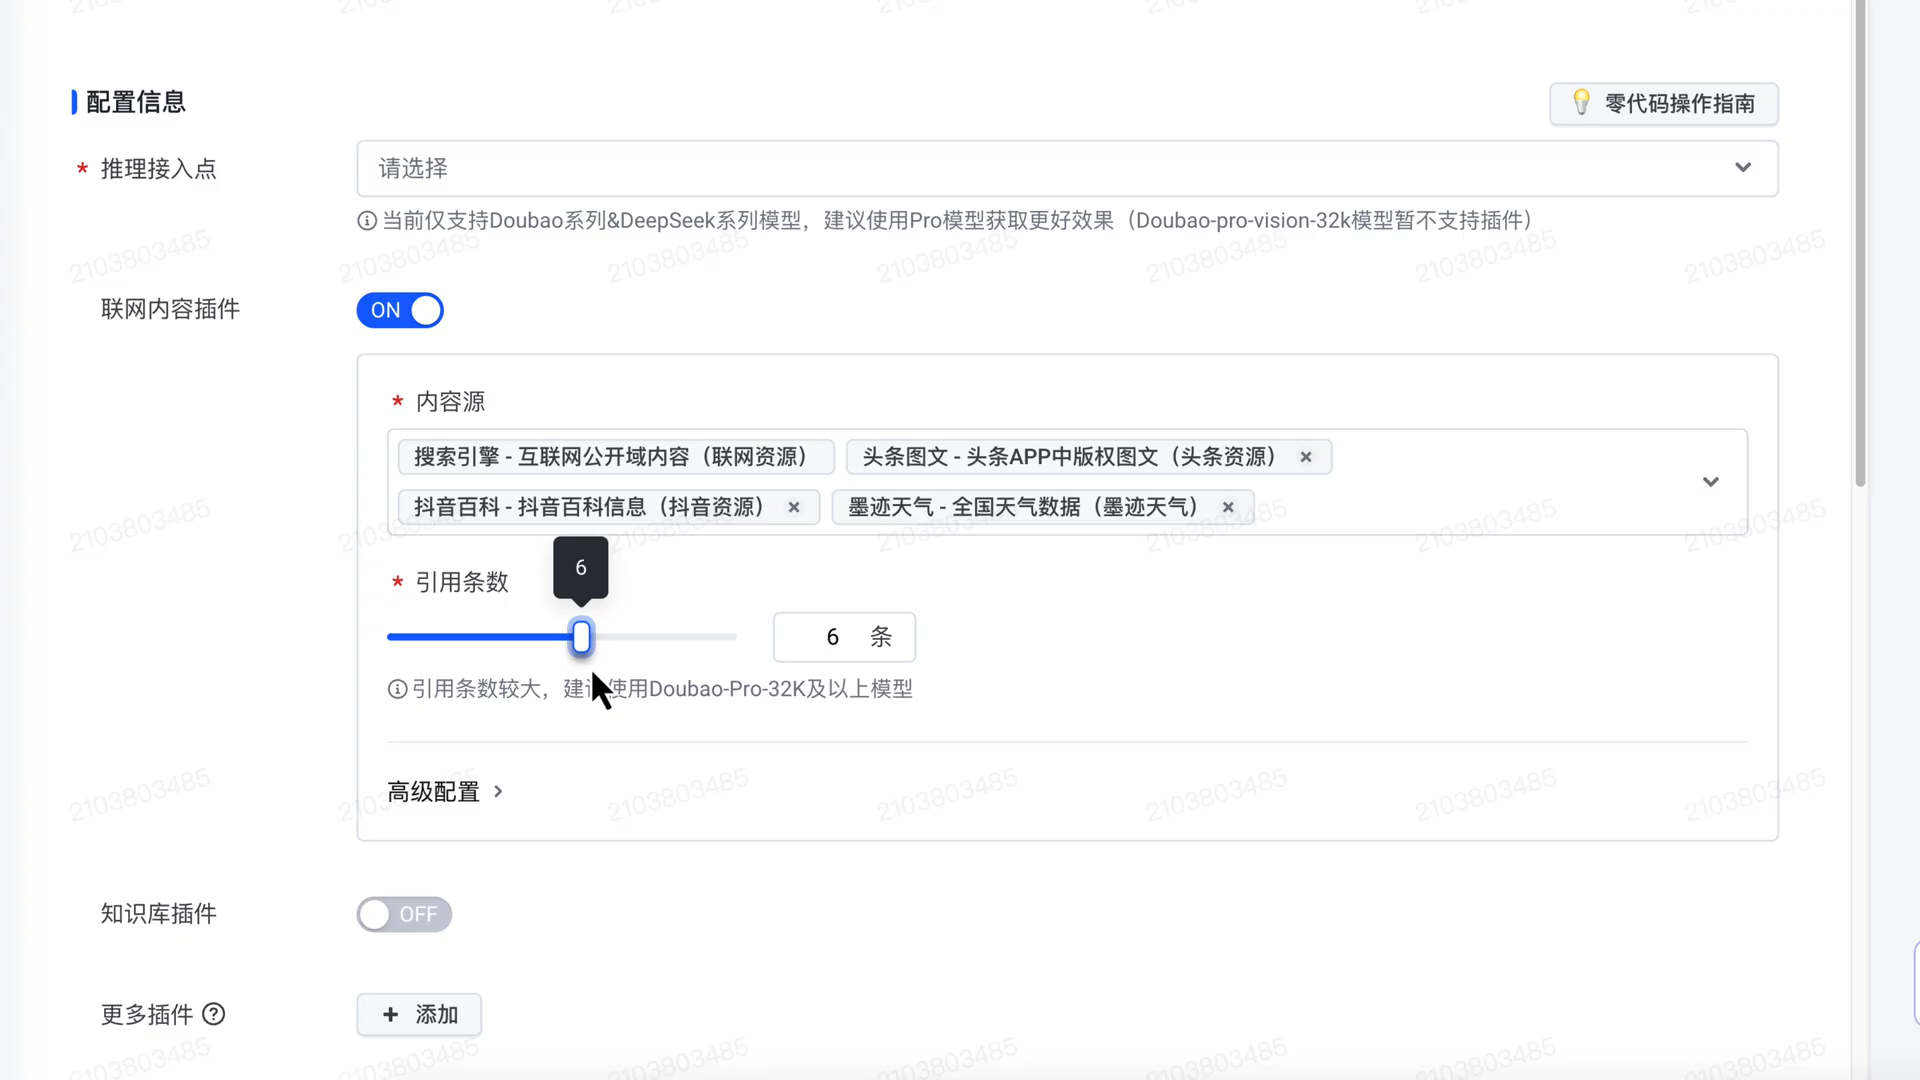 配置信息
零代码操作指南
* 推理接入点
请选择
当前仅支持Doubao系列&DeepSeek系列模型，建议使用Pro模型获取更好效果（Doubao-pro-vision-32k模型暂不支持插件）
联网内容插件
ON
* 内容源
搜索引擎 - 互联网公开域内容（联网资源） 头条图文 - 头条APP中版权图文（头条资源）
抖音百科 - 抖音百科信息（抖音资源） 墨迹天气 - 全国天气数据（墨迹天气）
6
* 引用条数
6 条
引用条数较大，建议使用Doubao-Pro-32K及以上模型
高级配置
知识库插件
OFF
更多插件
+ 添加
2103803485